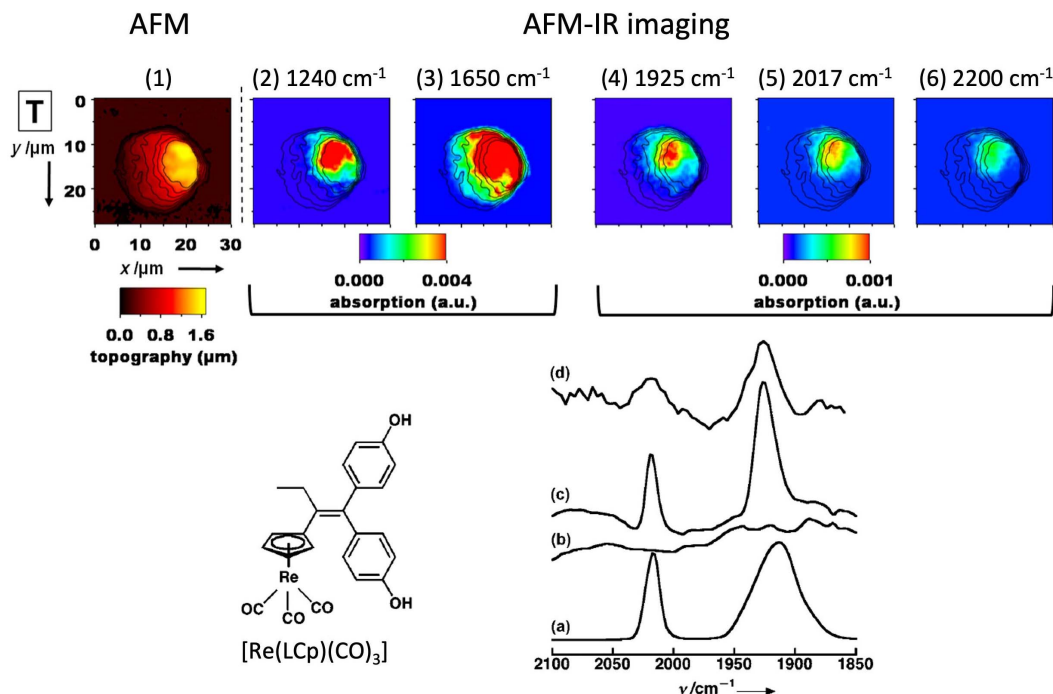 AFM
AFM-IR imaging
(1)
(2) 1240 cm⁻¹
(3) 1650 cm⁻¹
(4) 1925 cm⁻¹
(5) 2017 cm⁻¹
(6) 2200 cm⁻¹
T
y /µm
0
10
20
0 10 20 30
x /µm
0.0 0.8 1.6
topography (µm)
0.000 0.004
absorption (a.u.)
0.000 0.001
absorption (a.u.)
OH
OH
Re
OC CO
CO
[Re(LCp)(CO)₃]
(d)
(c)
(b)
(a)
2100 2050 2000 1950 1900 1850
ν/cm⁻¹